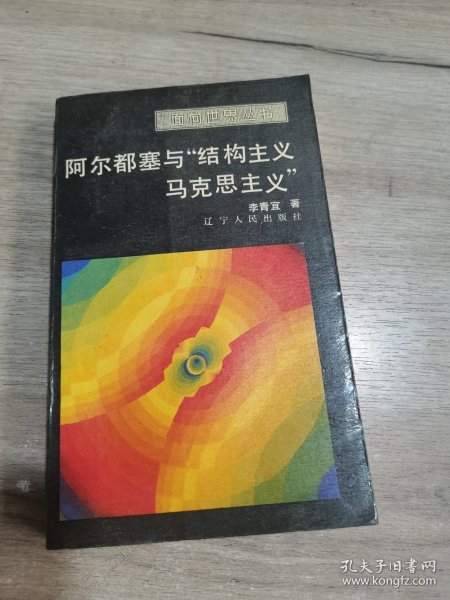 面向世界丛书
阿尔都塞与“结构主义
马克思主义”
李青宜 著
辽宁人民出版社
孔夫子旧书网
www.kongfz.com